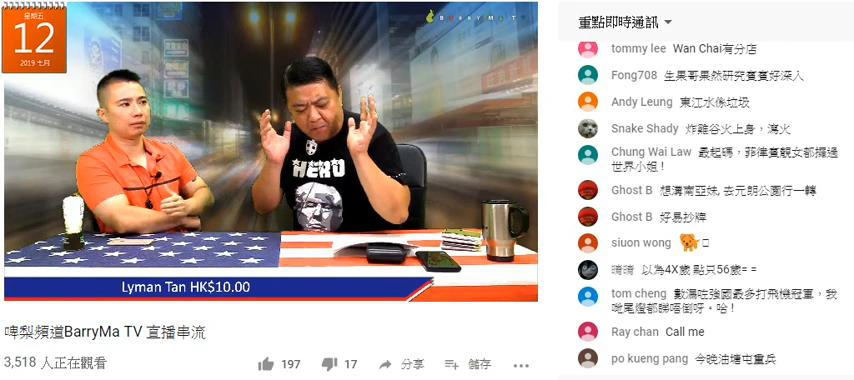 星期五
12
2019 七月
BARRYMATV
HERO
Lyman Tan HK$10.00
啤梨頻道BarryMa TV 直播串流
3,518 人正在觀看
197
17
分享
儲存
重點即時通訊
tommy lee Wan Chai有分店
Fong708 生果哥果然研究賓賓好深入
Andy Leung 東江水係垃圾
Snake Shady 炸雞谷火上身，瀉火
Chung Wai Law 最起碼，菲律賓靚女都攞過
世界小姐!
Ghost B 想溝南亞妹, 去元朗公園行一轉
Ghost B 好易抄牌
siuon wong
晴晴 以為4X歲 點只56歲= =
tom cheng 數漏咗強國最多打飛機冠軍，我
哋尾燈都睇唔倒呀。哈!
Ray chan Call me
po kueng pang 今晚油塘屯重兵